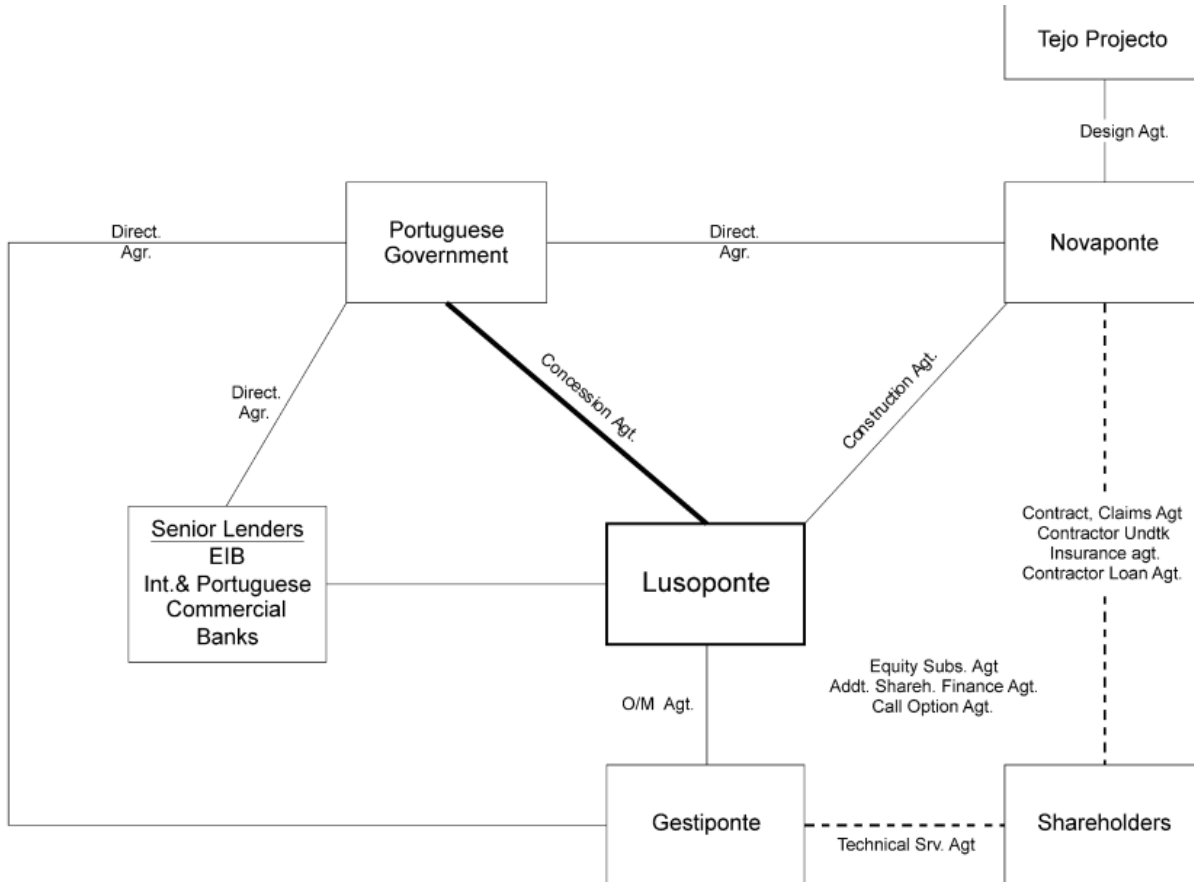 Tejo Projecto
Design Agt.
Direct.
Agr.
Portuguese
Government
Direct.
Agr.
Novaponte
Direct.
Agr.
Concession Agt.
Construction Agt.
Senior Lenders
EIB
Int.& Portuguese
Commercial
Banks
Lusoponte
Contract, Claims Agt
Contractor Undtk
Insurance agt.
Contractor Loan Agt.
O/M Agt.
Equity Subs. Agt
Addt. Shareh. Finance Agt.
Call Option Agt.
Gestiponte
Technical Srv. Agt
Shareholders